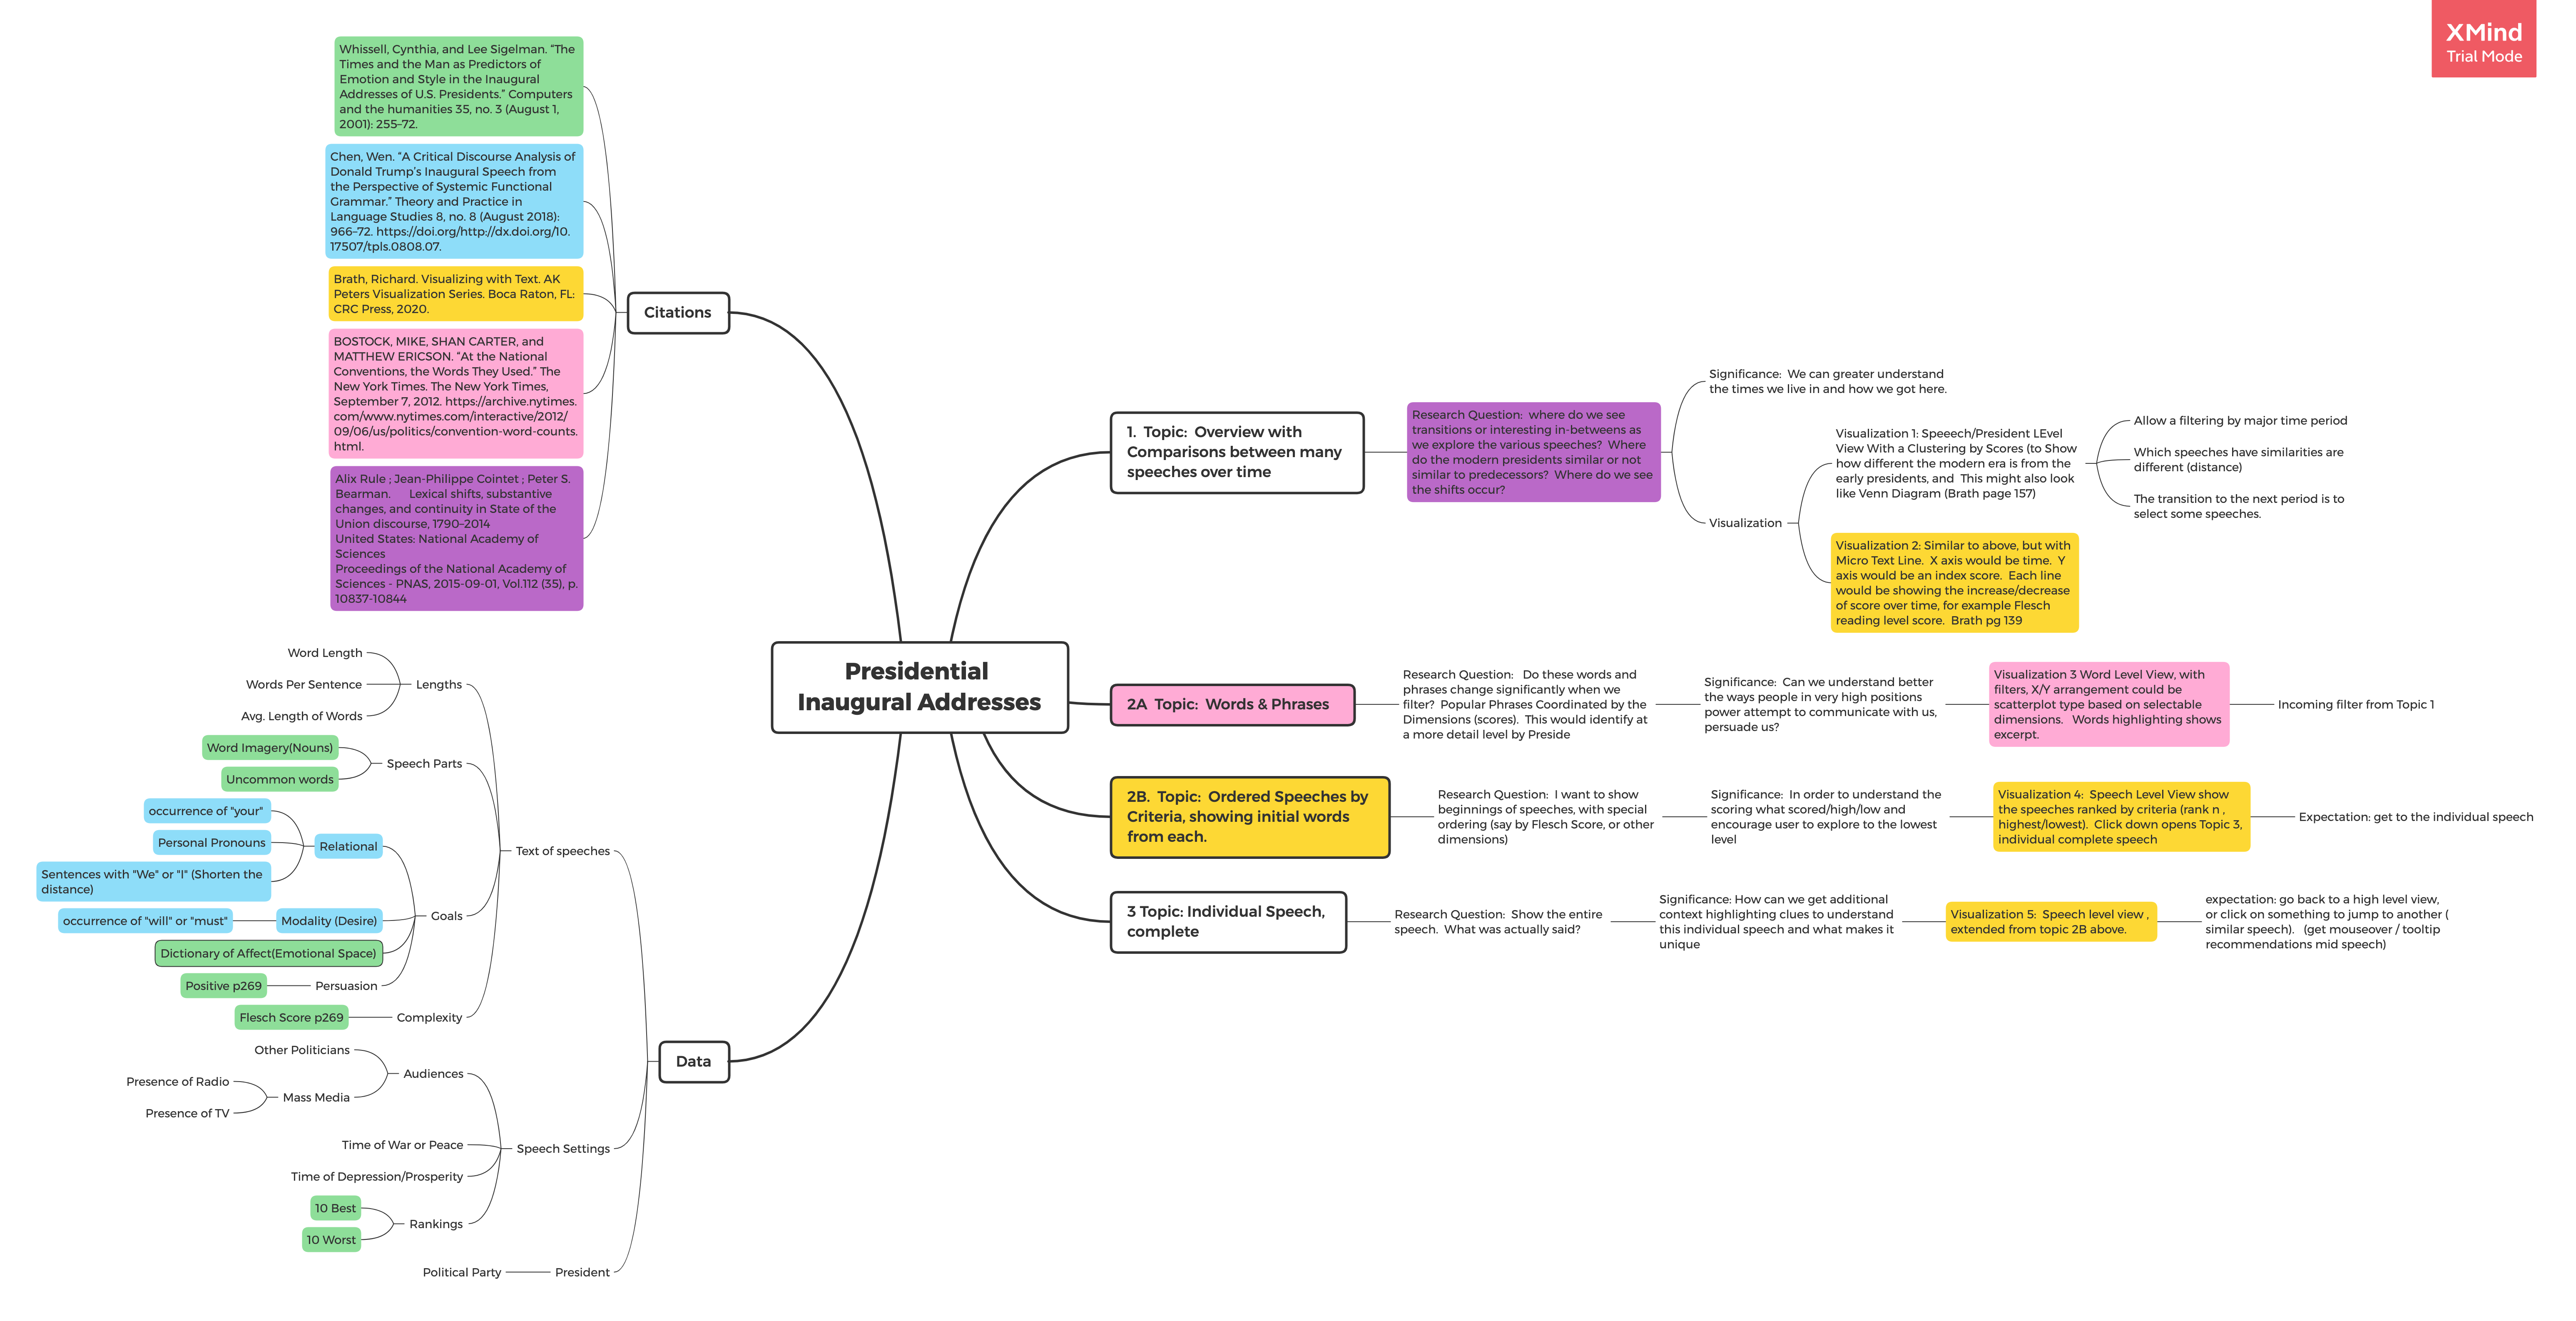 XMind
Trial Mode
Whissell, Cynthia, and Lee Sigelman. “The
Times and the Man as Predictors of
Emotion and Style in the Inaugural
Addresses of U.S. Presidents.” Computers
and the humanities 35, no. 3 (August 1,
2001): 255–72.
Chen, Wen. “A Critical Discourse Analysis of
Donald Trump’s Inaugural Speech from
the Perspective of Systemic Functional
Grammar.” Theory and Practice in
Language Studies 8, no. 8 (August 2018):
966–72. https://doi.org/http://dx.doi.org/10.
17507/tpls.0808.07.
Brath, Richard. Visualizing with Text. AK
Peters Visualization Series. Boca Raton, FL:
CRC Press, 2020.
BOSTOCK, MIKE, SHAN CARTER, and
MATTHEW ERICSON. “At the National
Conventions, the Words They Used.” The
New York Times. The New York Times,
September 7, 2012. https://archive.nytimes.
com/www.nytimes.com/interactive/2012/
09/06/us/politics/convention-word-counts.
html.
Alix Rule ; Jean-Philippe Cointet ; Peter S.
Bearman. Lexical shifts, substantive
changes, and continuity in State of the
Union discourse, 1790–2014
United States: National Academy of
Sciences
Proceedings of the National Academy of
Sciences - PNAS, 2015-09-01, Vol.112 (35), p.
10837-10844
Citations
Word Length
Words Per Sentence
Avg. Length of Words
Lengths
Word Imagery(Nouns)
Uncommon words
Speech Parts
occurrence of "your"
Personal Pronouns
Sentences with "We" or "I" (Shorten the
distance)
Relational
occurrence of "will" or "must"
Modality (Desire)
Dictionary of Affect(Emotional Space)
Positive p269
Persuasion
Goals
Flesch Score p269
Complexity
Text of speeches
Other Politicians
Presence of Radio
Presence of TV
Mass Media
Audiences
Time of War or Peace
Time of Depression/Prosperity
10 Best
10 Worst
Rankings
Speech Settings
Political Party
President
Data
Presidential
Inaugural Addresses
1. Topic: Overview with
Comparisons between many
speeches over time
Research Question: where do we see
transitions or interesting in-betweens as
we explore the various speeches? Where
do the modern presidents similar or not
similar to predecessors? Where do we see
the shifts occur?
Significance: We can greater understand
the times we live in and how we got here.
Visualization
Visualization 1: Speeech/President LEvel
View With a Clustering by Scores (to Show
how different the modern era is from the
early presidents, and This might also look
like Venn Diagram (Brath page 157)
Allow a filtering by major time period
Which speeches have similarities are
different (distance)
The transition to the next period is to
select some speeches.
Visualization 2: Similar to above, but with
Micro Text Line. X axis would be time. Y
axis would be an index score. Each line
would be showing the increase/decrease
of score over time, for example Flesch
reading level score. Brath pg 139
2A Topic: Words & Phrases
Research Question: Do these words and
phrases change significantly when we
filter? Popular Phrases Coordinated by the
Dimensions (scores). This would identify at
a more detail level by Preside
Significance: Can we understand better
the ways people in very high positions
power attempt to communicate with us,
persuade us?
Visualization 3 Word Level View, with
filters, X/Y arrangement could be
scatterplot type based on selectable
dimensions. Words highlighting shows
excerpt.
Incoming filter from Topic 1
2B. Topic: Ordered Speeches by
Criteria, showing initial words
from each.
Research Question: I want to show
beginnings of speeches, with special
ordering (say by Flesch Score, or other
dimensions)
Significance: In order to understand the
scoring what scored/high/low and
encourage user to explore to the lowest
level
Visualization 4: Speech Level View show
the speeches ranked by criteria (rank n ,
highest/lowest). Click down opens Topic 3,
individual complete speech
Expectation: get to the individual speech
3 Topic: Individual Speech,
complete
Research Question: Show the entire
speech. What was actually said?
Significance: How can we get additional
context highlighting clues to understand
this individual speech and what makes it
unique
Visualization 5: Speech level view ,
extended from topic 2B above.
expectation: go back to a high level view,
or click on something to jump to another (
similar speech). (get mouseover / tooltip
recommendations mid speech)